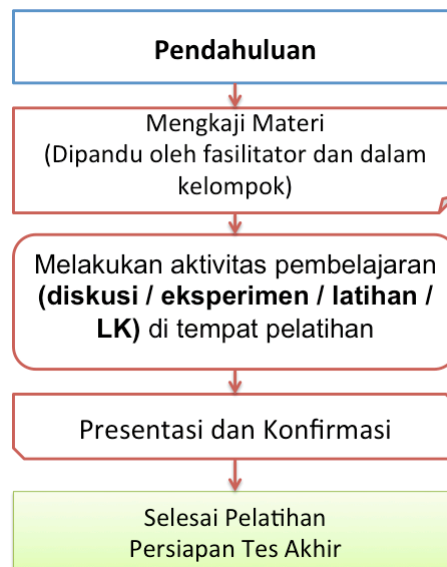 Pendahuluan
Mengkaji Materi
(Dipandu oleh fasilitator dan dalam
kelompok)
Melakukan aktivitas pembelajaran
(diskusi / eksperimen / latihan /
LK) di tempat pelatihan
Presentasi dan Konfirmasi
Selesai Pelatihan
Persiapan Tes Akhir